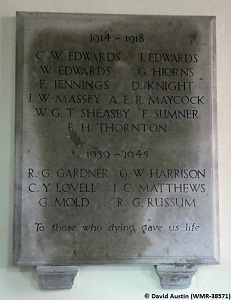 1914 - 1918
C. W. EDWARDS I. EDWARDS
W. EDWARDS G. HIORNS
F. JENNINGS D. KNIGHT
J. W. MASSEY A. E. R. MAYCOCK
W. G. T. SHEASBY F. SUMNER
B. H. THORNTON
1939 - 1945
R. G. GARDNER G. W. HARRISON
C. Y. LOVELL J. C. MATTHEWS
G. MOLD R. G. RUSSUM
To those who dying, gave us life
© David Austin (WMR-38571)